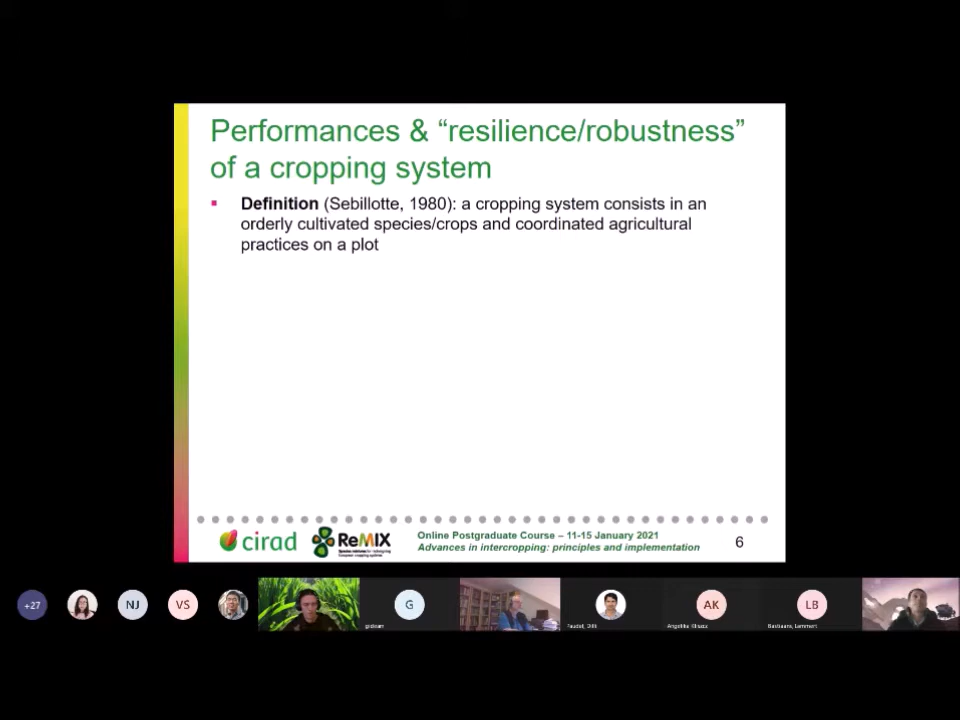 Performances & “resilience/robustness”
of a cropping system
▪ Definition (Sebillotte, 1980): a cropping system consists in an
orderly cultivated species/crops and coordinated agricultural
practices on a plot
cirad
ReMIX
Online Postgraduate Course – 11-15 January 2021
Advances in intercropping: principles and implementation
6
+27
NJ
VS
G
AK
LB
Bastiaans, Lammert